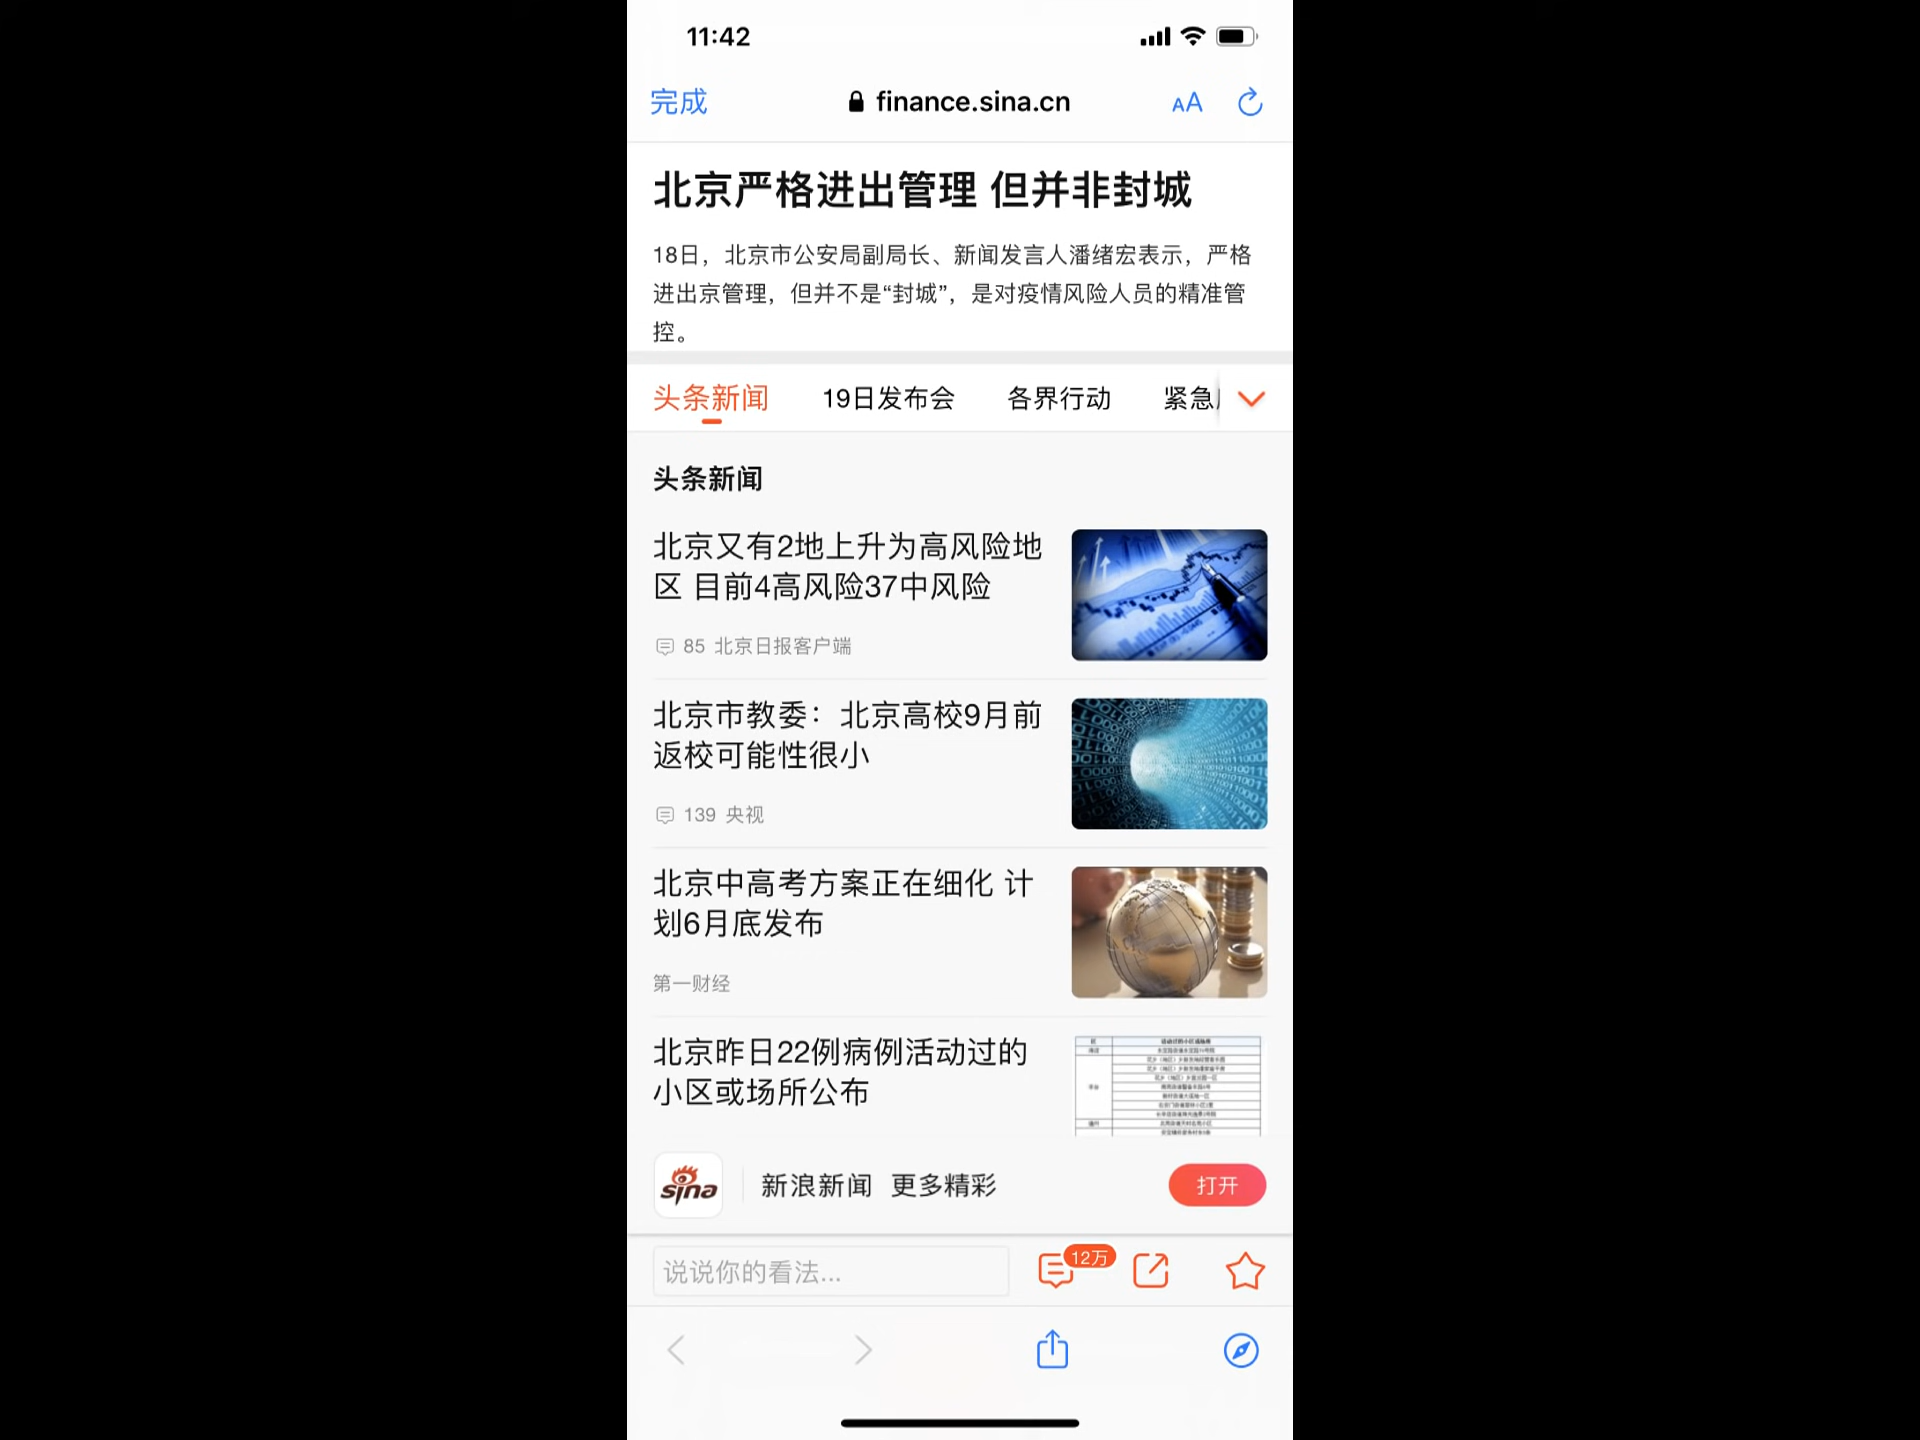 11:42
完成
finance.sina.cn
AA
北京严格进出管理 但并非封城
18日，北京市公安局副局长、新闻发言人潘绪宏表示，严格
进出京管理，但并不是“封城”，是对疫情风险人员的精准管
控。
头条新闻 19日发布会 各界行动 紧急
头条新闻
北京又有2地上升为高风险地
区 目前4高风险37中风险
85 北京日报客户端
北京市教委：北京高校9月前
返校可能性很小
139 央视
北京中高考方案正在细化 计
划6月底发布
第一财经
北京昨日22例病例活动过的
小区或场所公布
sina
新浪新闻 更多精彩
打开
说说你的看法...
12万